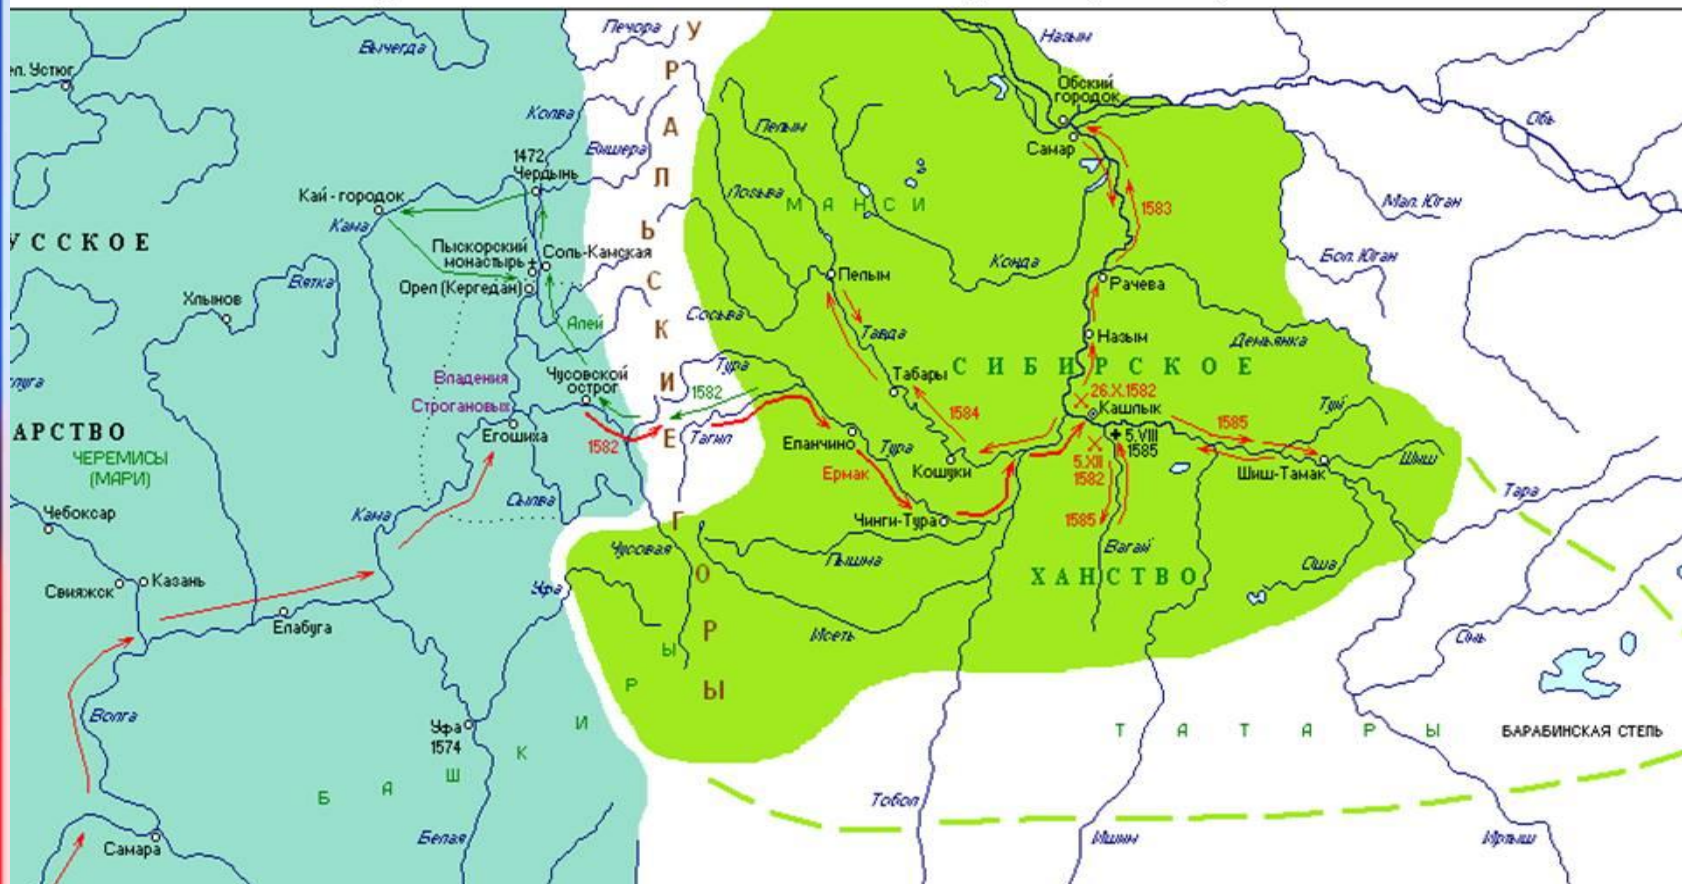 Печора
У
Р
А
Л
Ь
С
К
И
Е
Г
О
Р
Ы
Вычегда
Назым
Обский
городок
Обь
ел. Устюг
Колва
Вишера
Пелым
Самар
1472
Чердынь
Лозьва
МАНСИ
1583
Мал. Юган
Кай - городок
Кама
УССКОЕ
Пыскорский
монастырь
Соль-Камская
Орел (Кергедан)
Пелым
Конда
Рачева
Бол. Юган
Вятка
Хлынов
Алей
Сосьва
Тавда
Назым
Демьянка
СИБИРСКОЕ
Владения
Строгановых
Чусовской
острог
Тура
1582
Табары
26.X.1582
Кашлык
1584
1585
Туй
АРСТВО
ЧЕРЕМИСЫ
(МАРИ)
Егошиха
1582
Тагил
Епанчино
Тура
Ермак
Кошуки
5.VIII
1585
5.XII
1582
Шиш-Тамак
Шиш
Тара
Чебоксар
Кама
Сылва
Чинги-Тура
1585
Чусовая
Пышма
Вагай
Оша
ХАНСТВО
Свияжск
Казань
Елабуга
Уфа
Исеть
Омь
Волга
Уфа
1574
БАШКИРЫ
ТАТАРЫ
БАРАБИНСКАЯ СТЕПЬ
Самара
Белая
Тобол
Ишим
Иртыш